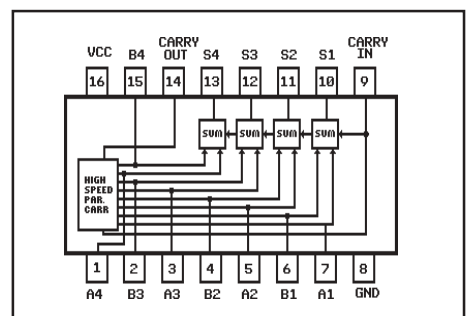 VCC B4 CARRY OUT S4 S3 S2 S1 CARRY IN
16 15 14 13 12 11 10 9
SUM SUM SUM SUM
HIGH
SPEED
PAR.
CARR
1 2 3 4 5 6 7 8
A4 B3 A3 B2 A2 B1 A1 GND